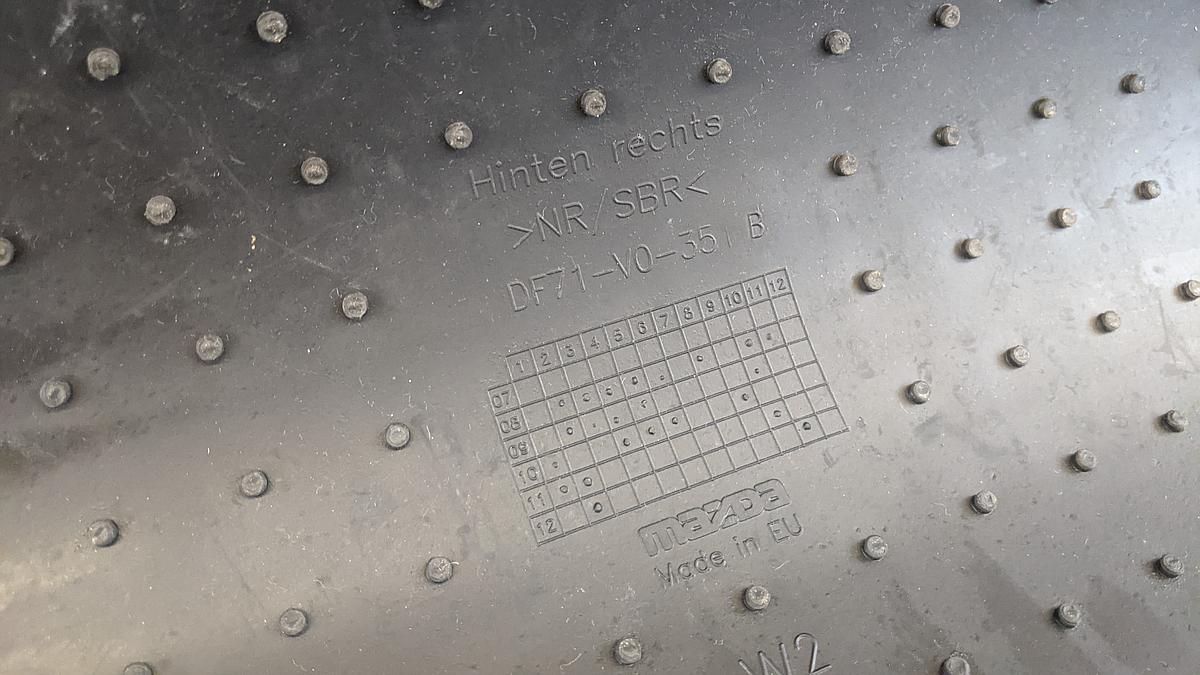 Hinten rechts
>NR/SBR<
DF71-V0-351 B
1 2 3 4 5 6 7 8 9 10 11 12
07
08
09
10
11
12
mazda
Made in EU
W2